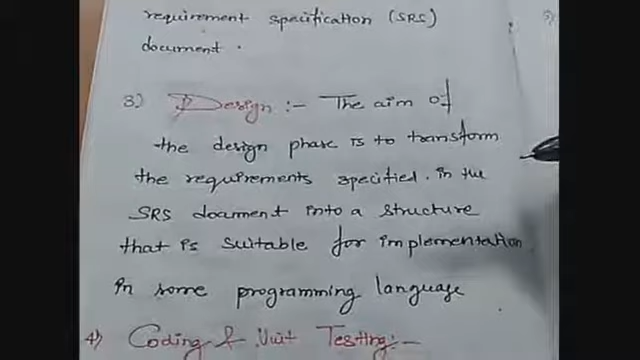 requirement specification (SRS)
document.
3) Design :- The aim of
the design phase is to transform
the requirements specified. in the
SRS document into a structure
that is suitable for implementation
in some programming language
4) Coding & Unit Testing:-